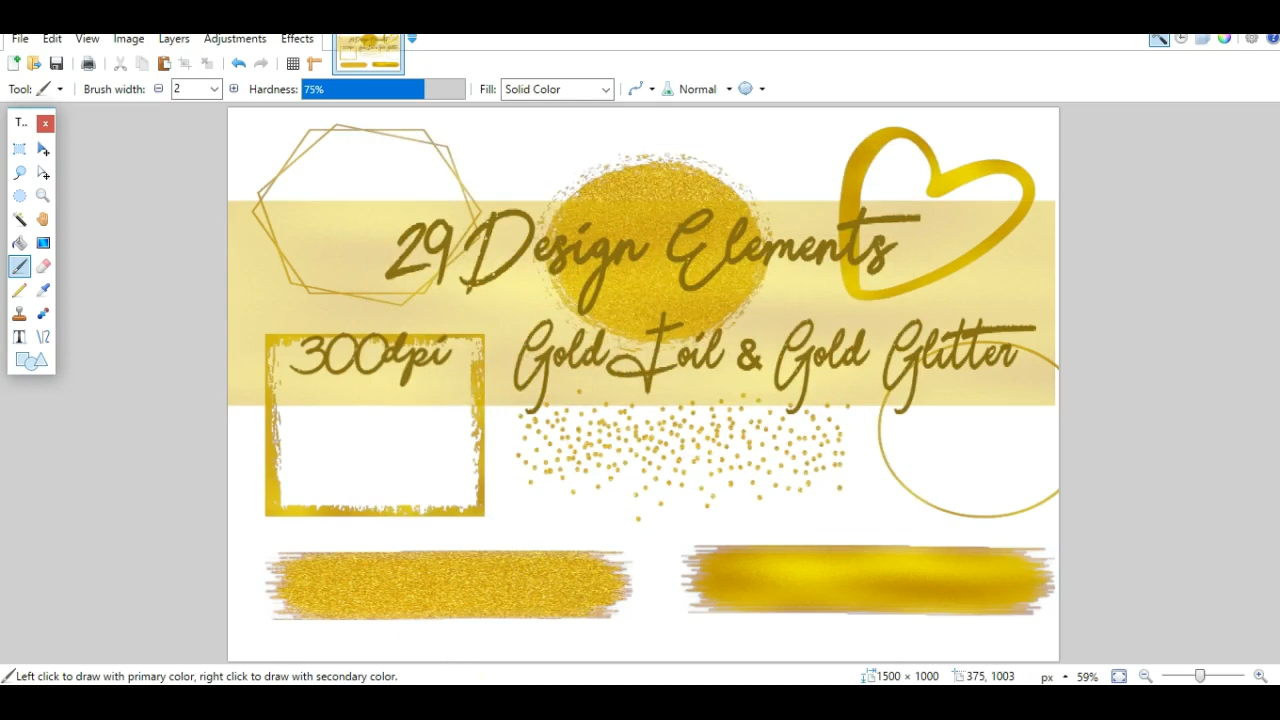 File Edit View Image Layers Adjustments Effects
Tool: Brush width: 2 Hardness: 75% Fill: Solid Color Normal
T..
29 Design Elements
300dpi Gold Foil & Gold Glitter
Left click to draw with primary color, right click to draw with secondary color. 1500 × 1000 375, 1003 px 59%